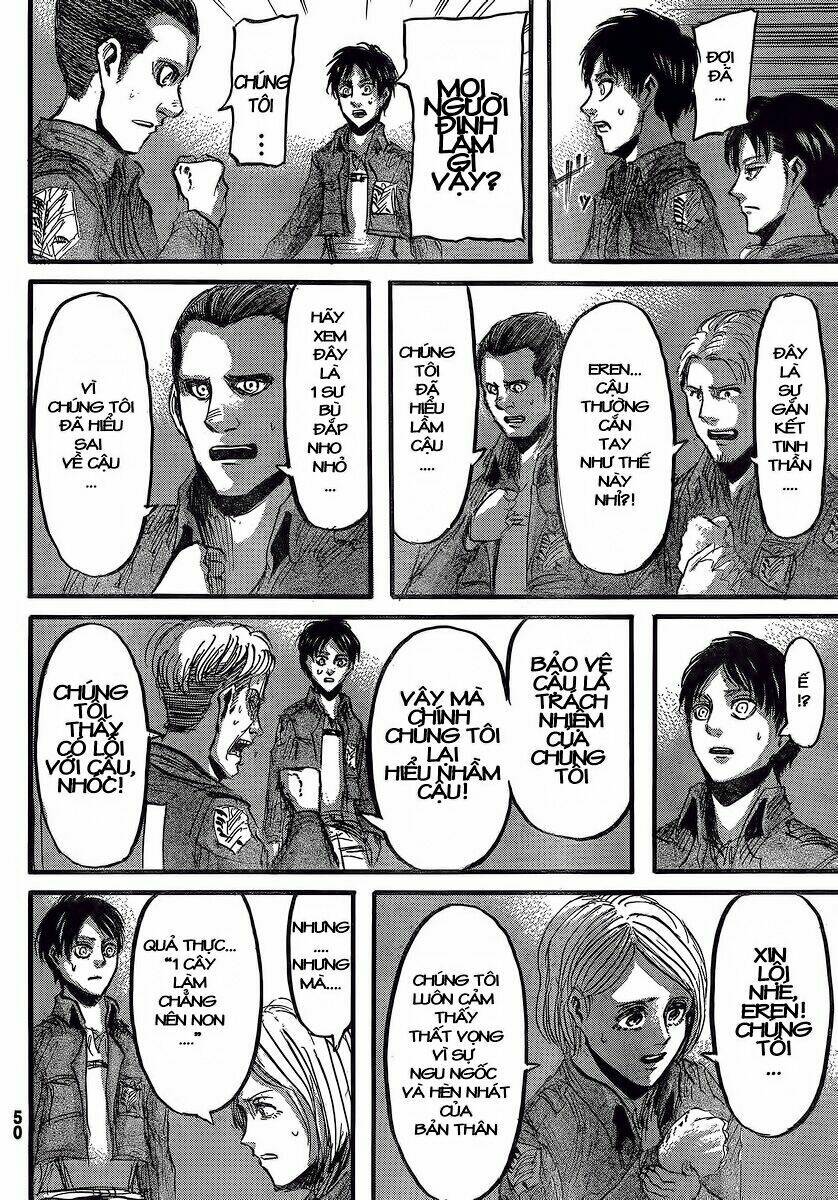 ĐỢI
ĐÃ
...
MỌI
NGƯỜI
ĐỊNH
LÀM
GÌ
VẬY?
CHÚNG
TÔI
...
ĐÂY
LÀ
SỰ
GẮN
KẾT
TINH
THẦN
....
EREN...
CẬU
THƯỜNG
CẮN
TAY
NHƯ THẾ
NÀY
NHỈ?!
CHÚNG
TÔI
ĐÃ
HIỂU
LẦM
CẬU
....
HÃY
XEM
ĐÂY
LÀ
1 SỰ
BÙ
ĐẮP
NHO
NHỎ
...
VÌ
CHÚNG TÔI
ĐÃ HIỂU
SAI
VỀ CẬU
....
Ể !?
BẢO VỆ
CẬU LÀ
TRÁCH
NHIỆM
CỦA
CHÚNG
TÔI
VẬY MÀ
CHÍNH
CHÚNG TÔI
LẠI
HIỂU NHẦM
CẬU!
CHÚNG
TÔI
THẤY
CÓ LỖI
VỚI CẬU,
NHÓC!
XIN
LỖI
NHÉ,
EREN!
CHÚNG
TÔI
...
CHÚNG TÔI
LUÔN CẢM
THẤY
THẤT VỌNG
VÌ SỰ
NGU NGỐC
VÀ HÈN NHÁT
CỦA
BẢN THÂN
NHƯNG
....
NHƯNG
MÀ....
QUẢ THỰC...
“1 CÂY
LÀM
CHẲNG
NÊN NON
....”
50